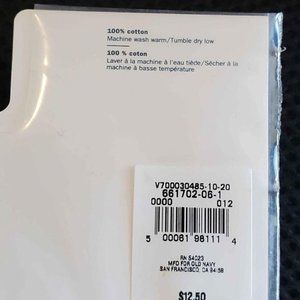 100% cotton
Machine wash warm/Tumble dry low
100 % coton
Laver à la machine à l'eau tiède/Sécher à la
machine à basse température
V700030485-10-20
661702-06-1
0000 012
5 00061 98111 4
RN 54023
MFD FOR OLD NAVY
SAN FRANCISCO, CA 94158
$12.50